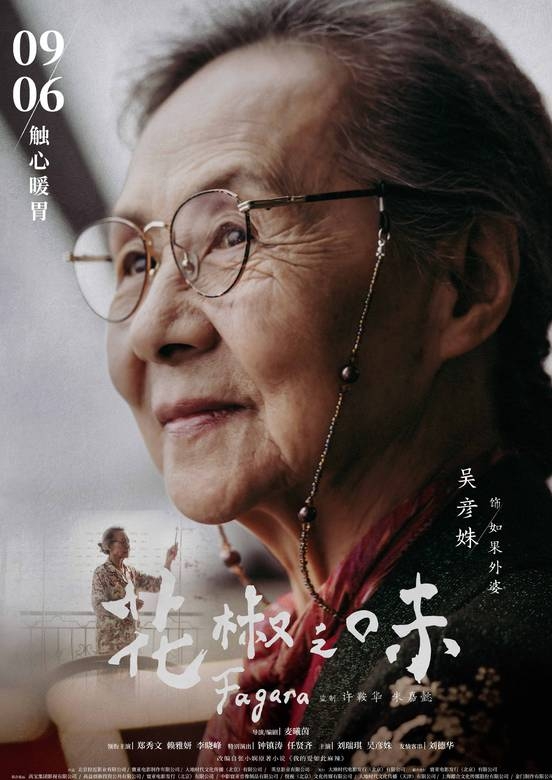 09
06
触心暖胃
吴彦姝
饰 如果外婆
花椒之味
Fagara
监制 许鞍华 朱嘉懿
导演/编剧 麦曦茵
领衔主演 郑秀文 赖雅妍 李晓峰 特别演出 钟镇涛 任贤齐 主演 刘瑞琪 吴彦姝 友情客串 刘德华
改编自张小娴原著小说《我的爱如此麻辣》